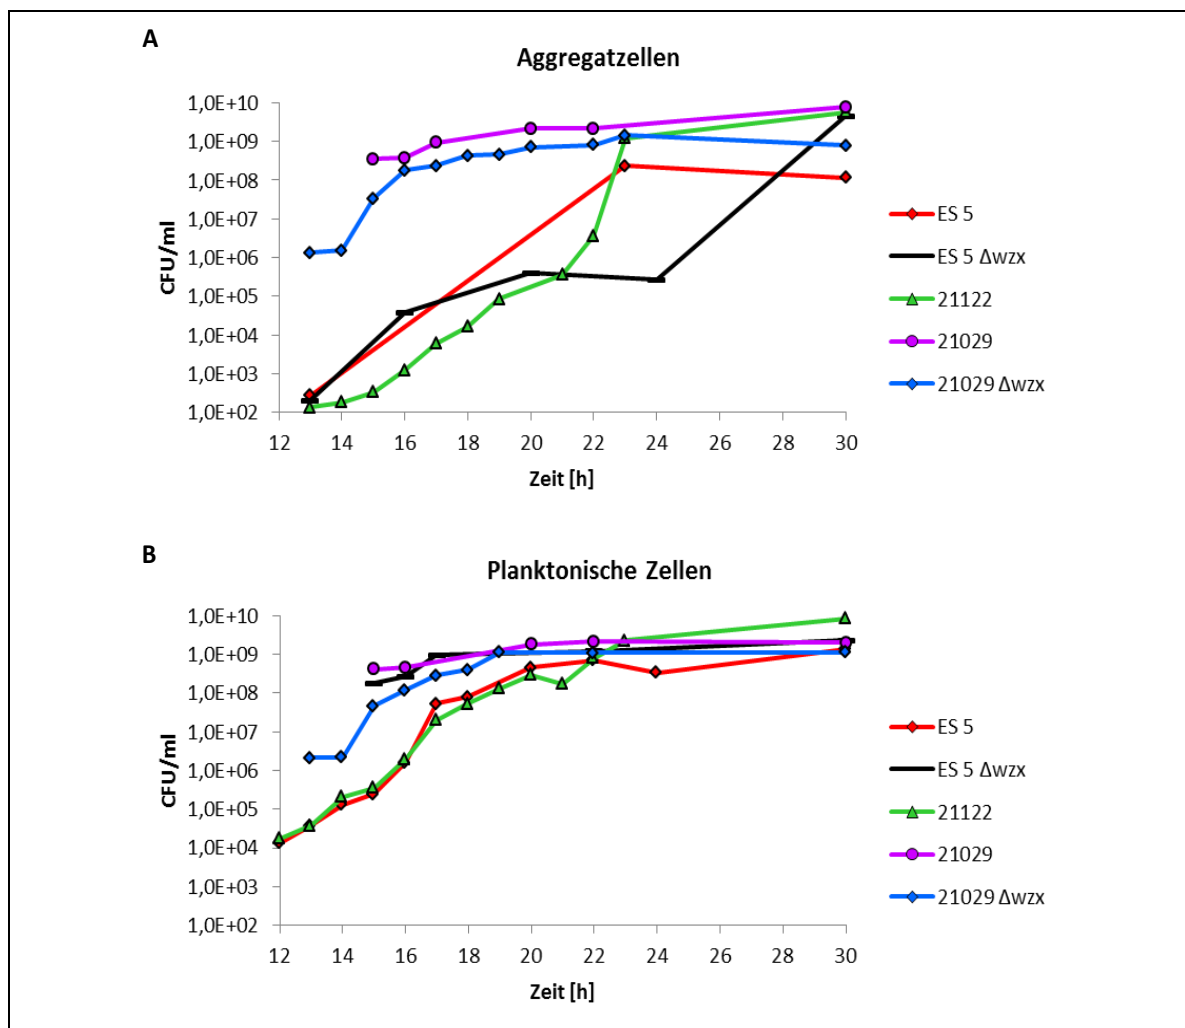 A
Aggregatzellen
CFU/ml
1,0E+10
1,0E+09
1,0E+08
1,0E+07
1,0E+06
1,0E+05
1,0E+04
1,0E+03
1,0E+02
12 14 16 18 20 22 24 26 28 30
Zeit [h]
ES 5
ES 5 Δwzx
21122
21029
21029 Δwzx
B
Planktonische Zellen
CFU/ml
1,0E+10
1,0E+09
1,0E+08
1,0E+07
1,0E+06
1,0E+05
1,0E+04
1,0E+03
1,0E+02
12 14 16 18 20 22 24 26 28 30
Zeit [h]
ES 5
ES 5 Δwzx
21122
21029
21029 Δwzx